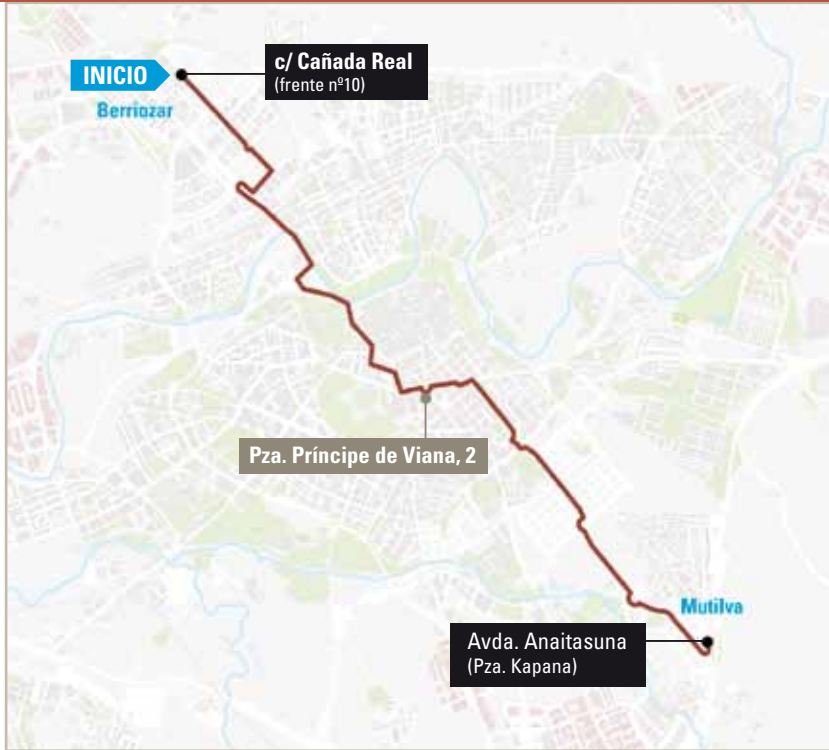 INICIO
c/ Cañada Real
(frente nº10)
Berriozar
Pza. Príncipe de Viana, 2
Mutilva
Avda. Anaitasuna
(Pza. Kapana)